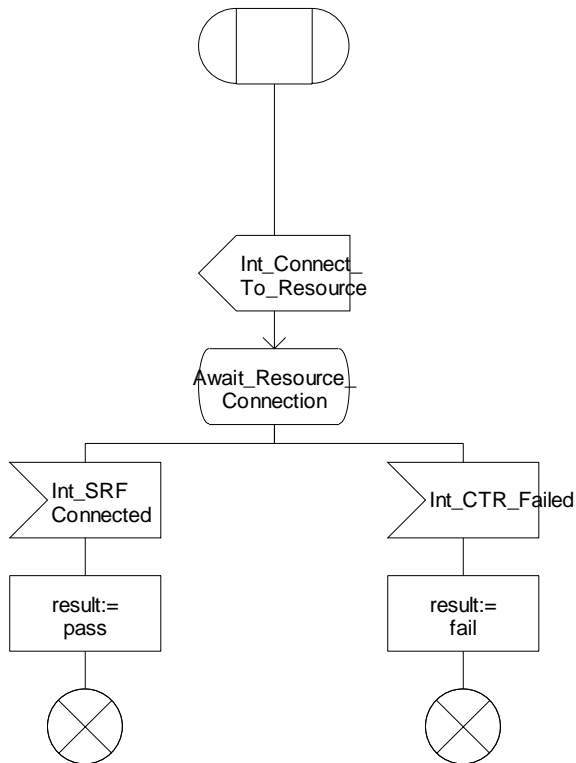 Int_Connect_
To_Resource
Await_Resource_
Connection
Int_SRF
Connected
Int_CTR_Failed
result:=
pass
result:=
fail